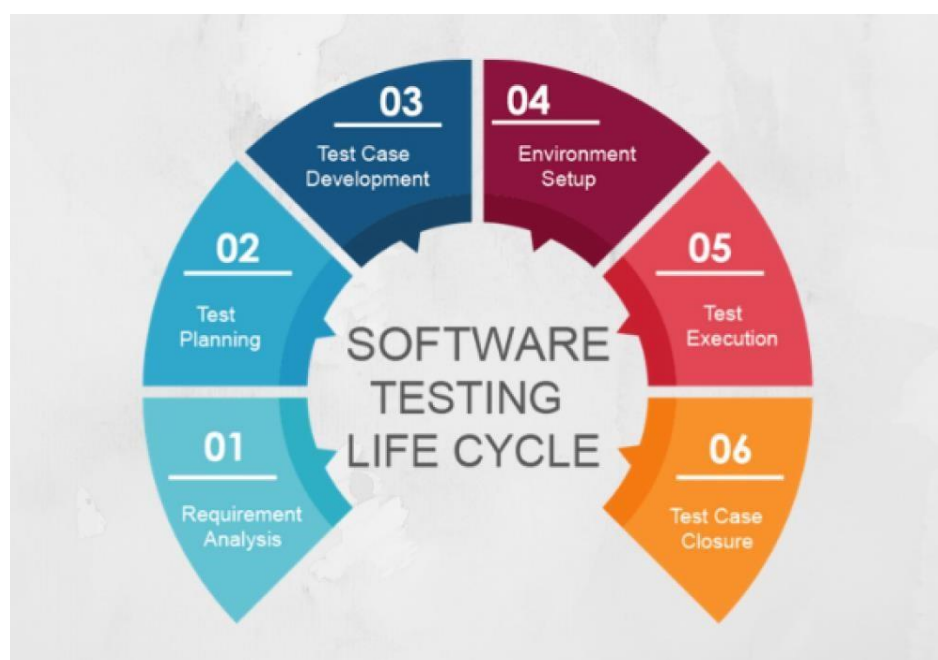 01
Requirement
Analysis
02
Test
Planning
03
Test Case
Development
04
Environment
Setup
05
Test
Execution
06
Test Case
Closure
SOFTWARE
TESTING
LIFE CYCLE